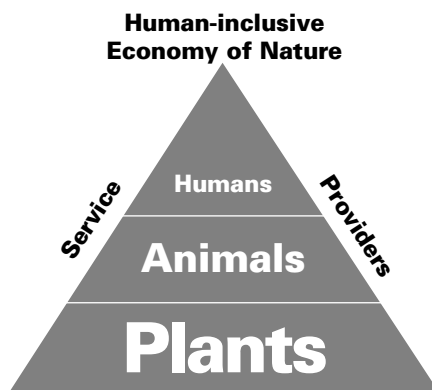 Human-inclusive
Economy of Nature
Service
Providers
Humans
Animals
Plants